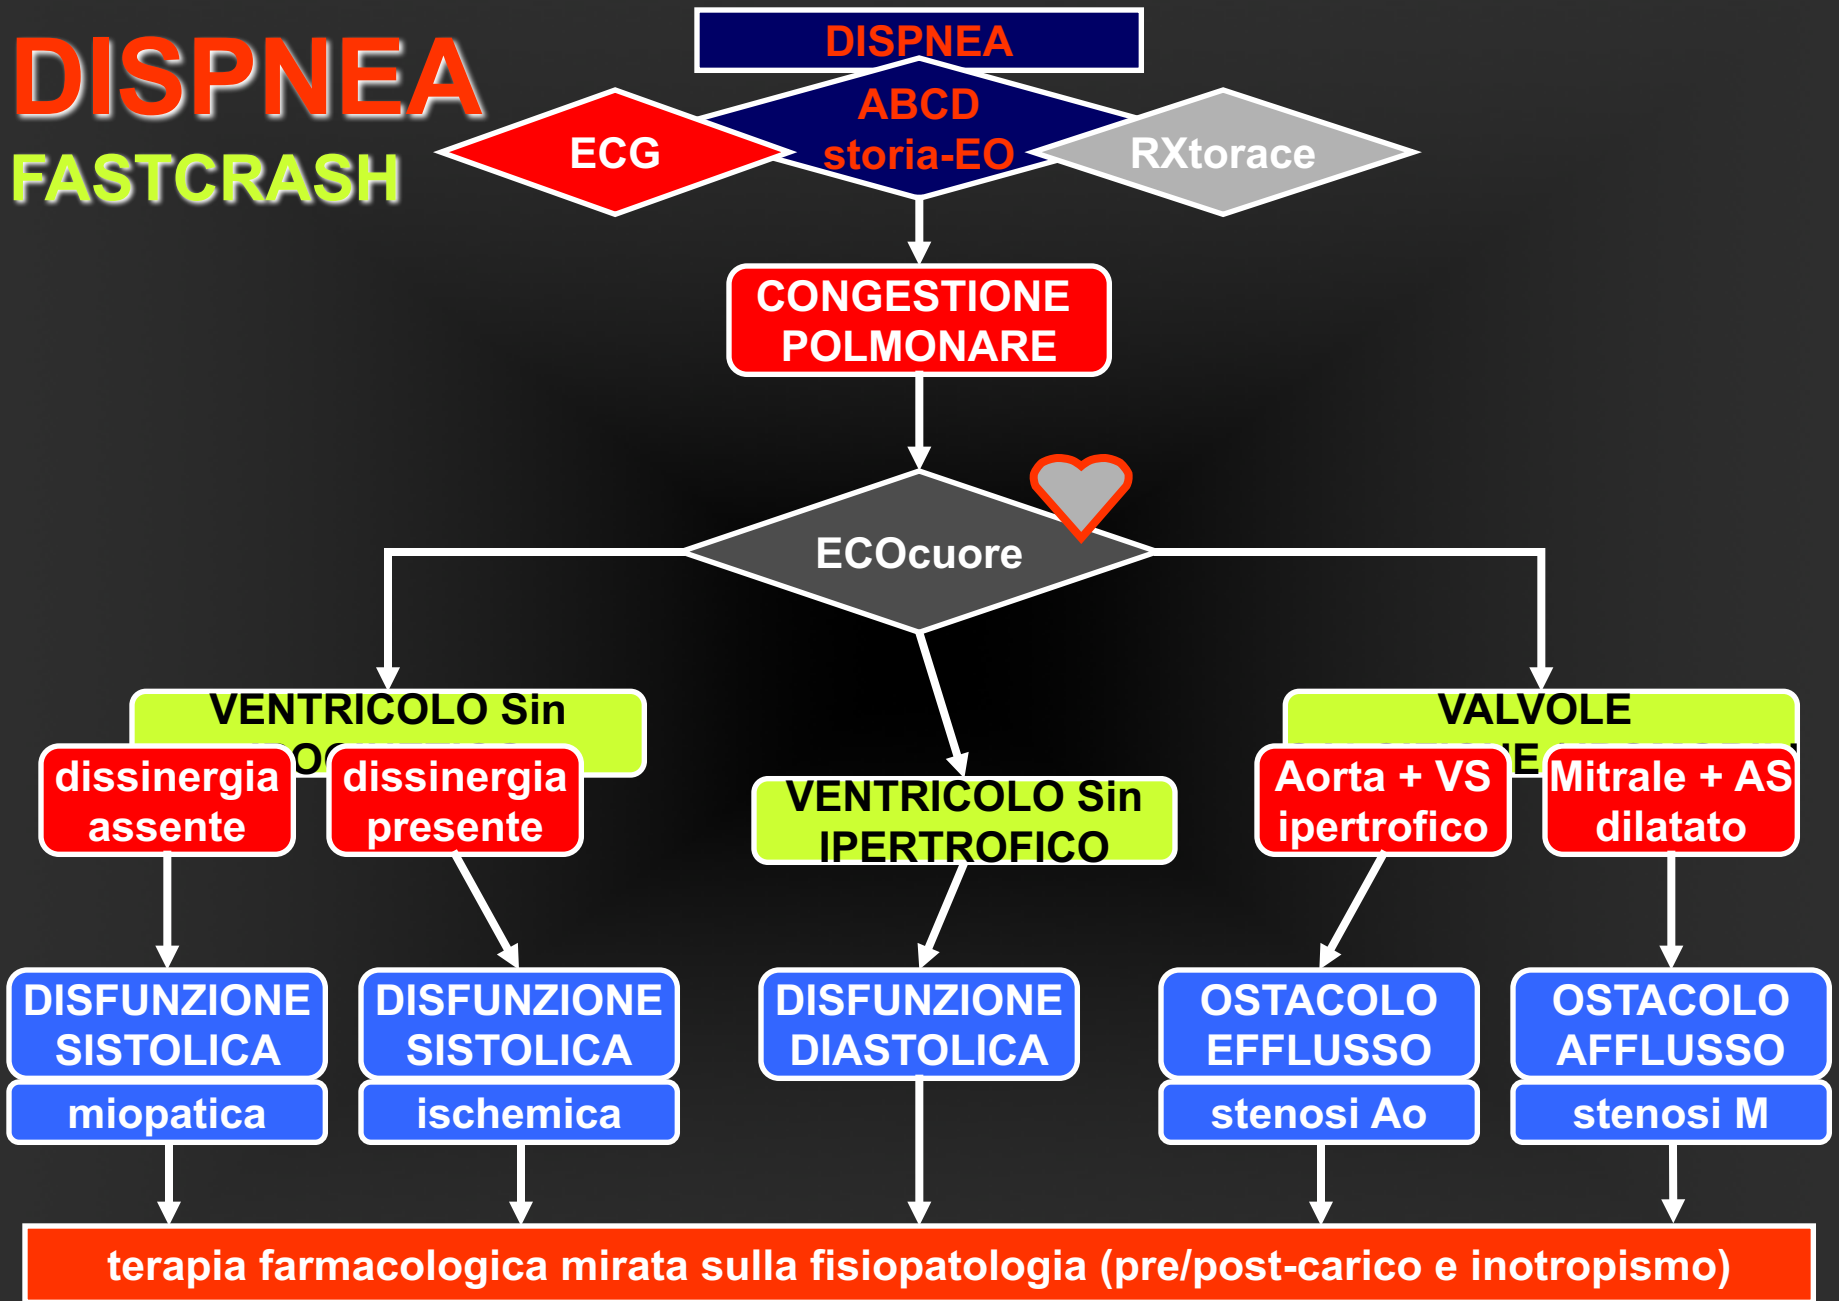 DISPNEA
FASTCRASH
DISPNEA
ABCD
storia-EO
ECG
RXtorace
CONGESTIONE
POLMONARE
ECOcuore
VENTRICOLO Sin
dissinergia
assente
dissinergia
presente
VENTRICOLO Sin
IPERTROFICO
VALVOLE
Aorta + VS
ipertrofico
Mitrale + AS
dilatato
DISFUNZIONE
SISTOLICA
miopatica
DISFUNZIONE
SISTOLICA
ischemica
DISFUNZIONE
DIASTOLICA
OSTACOLO
EFFLUSSO
stenosi Ao
OSTACOLO
AFFLUSSO
stenosi M
terapia farmacologica mirata sulla fisiopatologia (pre/post-carico e inotropismo)